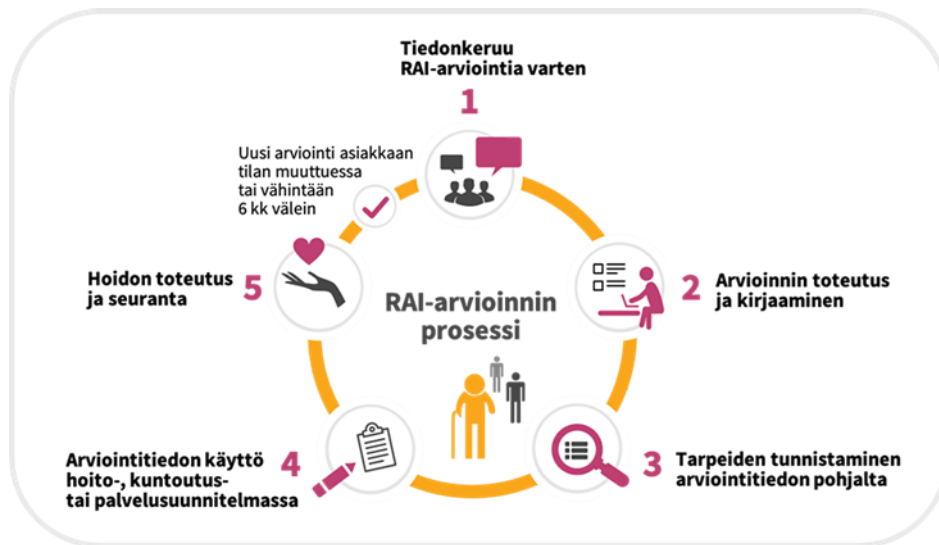 Tiedonkeruu
RAI-arviointia varten
1
Uusi arviointi asiakkaan
tilan muuttuessa
tai vähintään
6 kk välein
2
Arvioinnin toteutus
ja kirjaaminen
3
Tarpeiden tunnistaminen
arviointitiedon pohjalta
4
Arviointitiedon käyttö
hoito-, kuntoutus-
tai palvelusuunnitelmassa
5
Hoidon toteutus
ja seuranta
RAI-arvioinnin
prosessi